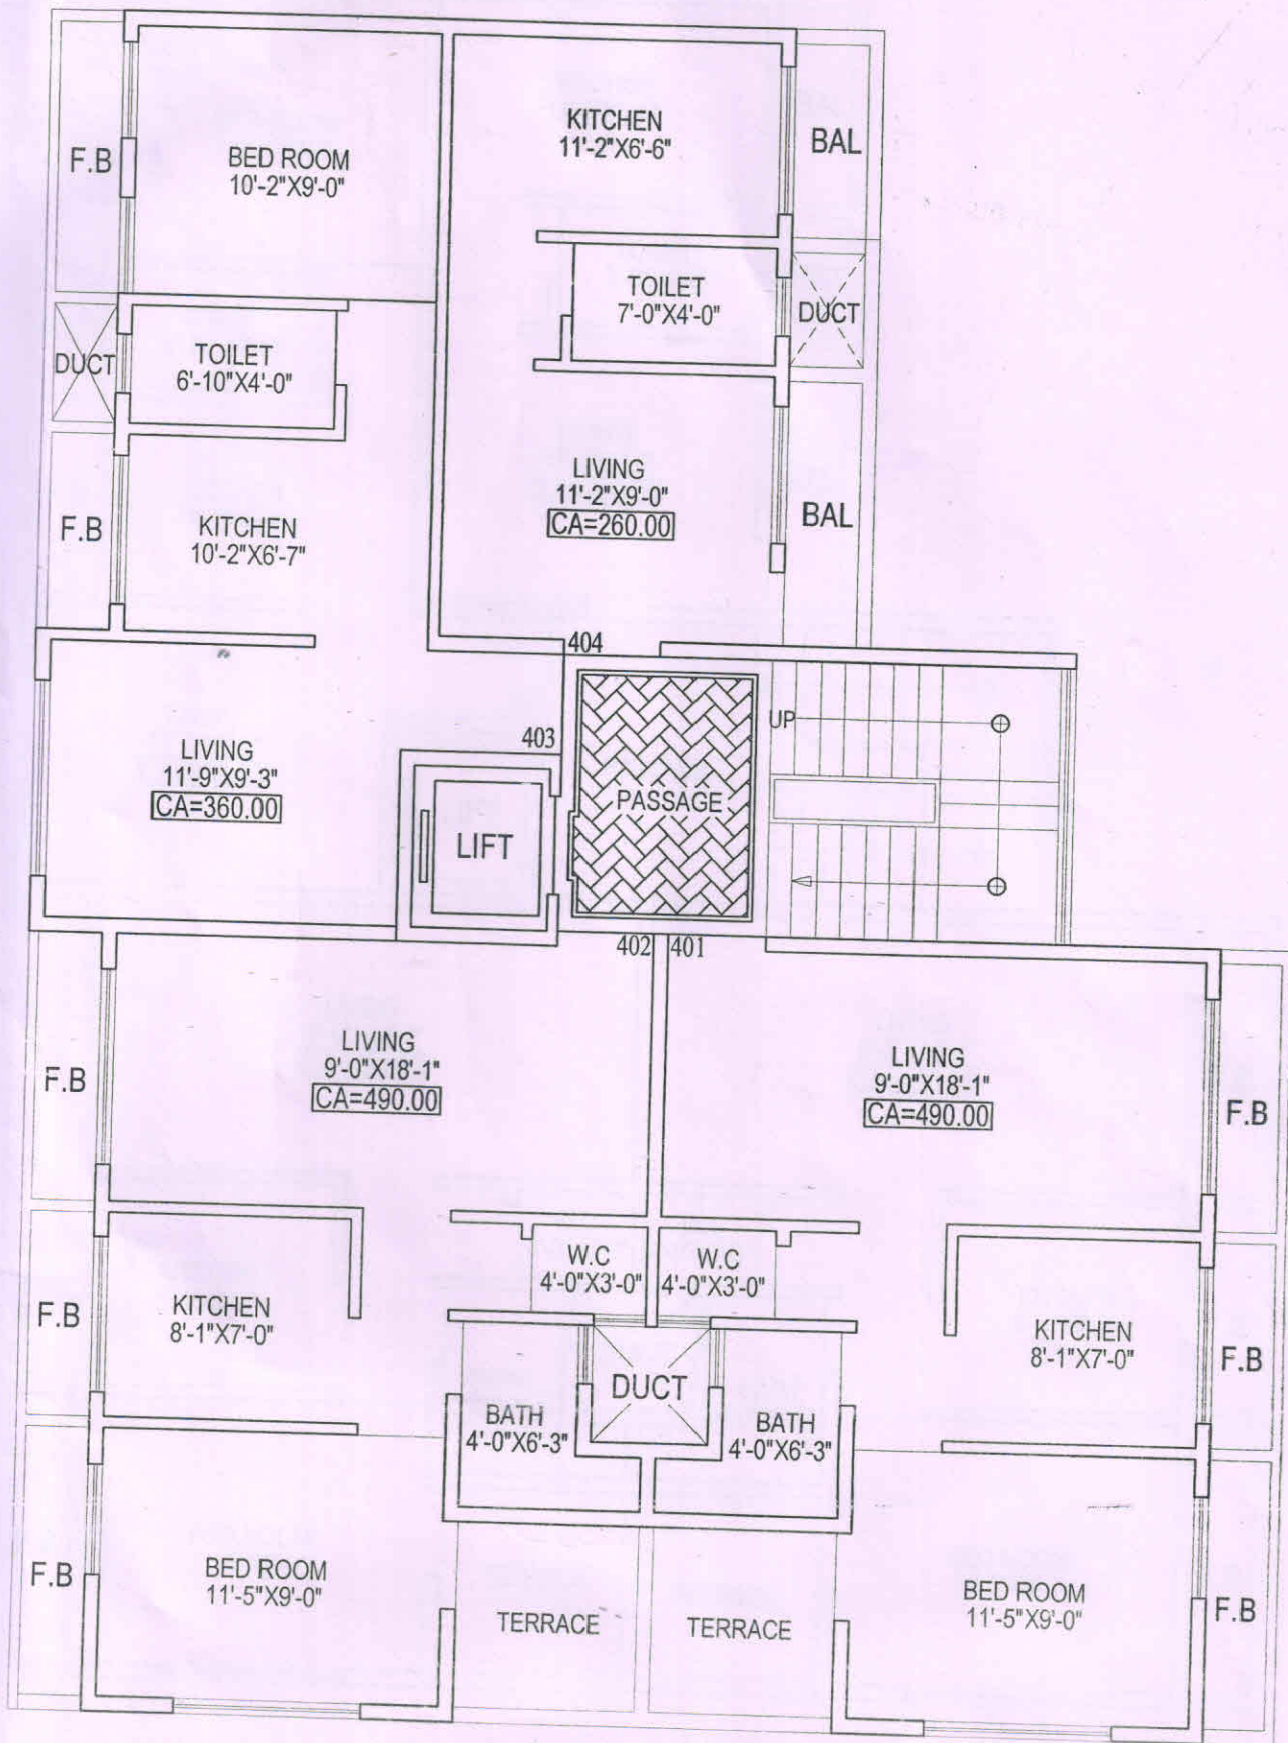 F.B
BED ROOM
10'-2"X9'-0"
KITCHEN
11'-2"X6'-6"
BAL
DUCT
TOILET
6'-10"X4'-0"
TOILET
7'-0"X4'-0"
DUCT
F.B
KITCHEN
10'-2"X6'-7"
LIVING
11'-2"X9'-0"
CA=260.00
BAL
404
LIVING
11'-9"X9'-3"
CA=360.00
403
LIFT
PASSAGE
UP
402
401
F.B
LIVING
9'-0"X18'-1"
CA=490.00
LIVING
9'-0"X18'-1"
CA=490.00
F.B
F.B
KITCHEN
8'-1"X7'-0"
W.C
4'-0"X3'-0"
W.C
4'-0"X3'-0"
KITCHEN
8'-1"X7'-0"
F.B
DUCT
BATH
4'-0"X6'-3"
BATH
4'-0"X6'-3"
F.B
BED ROOM
11'-5"X9'-0"
TERRACE
TERRACE
BED ROOM
11'-5"X9'-0"
F.B